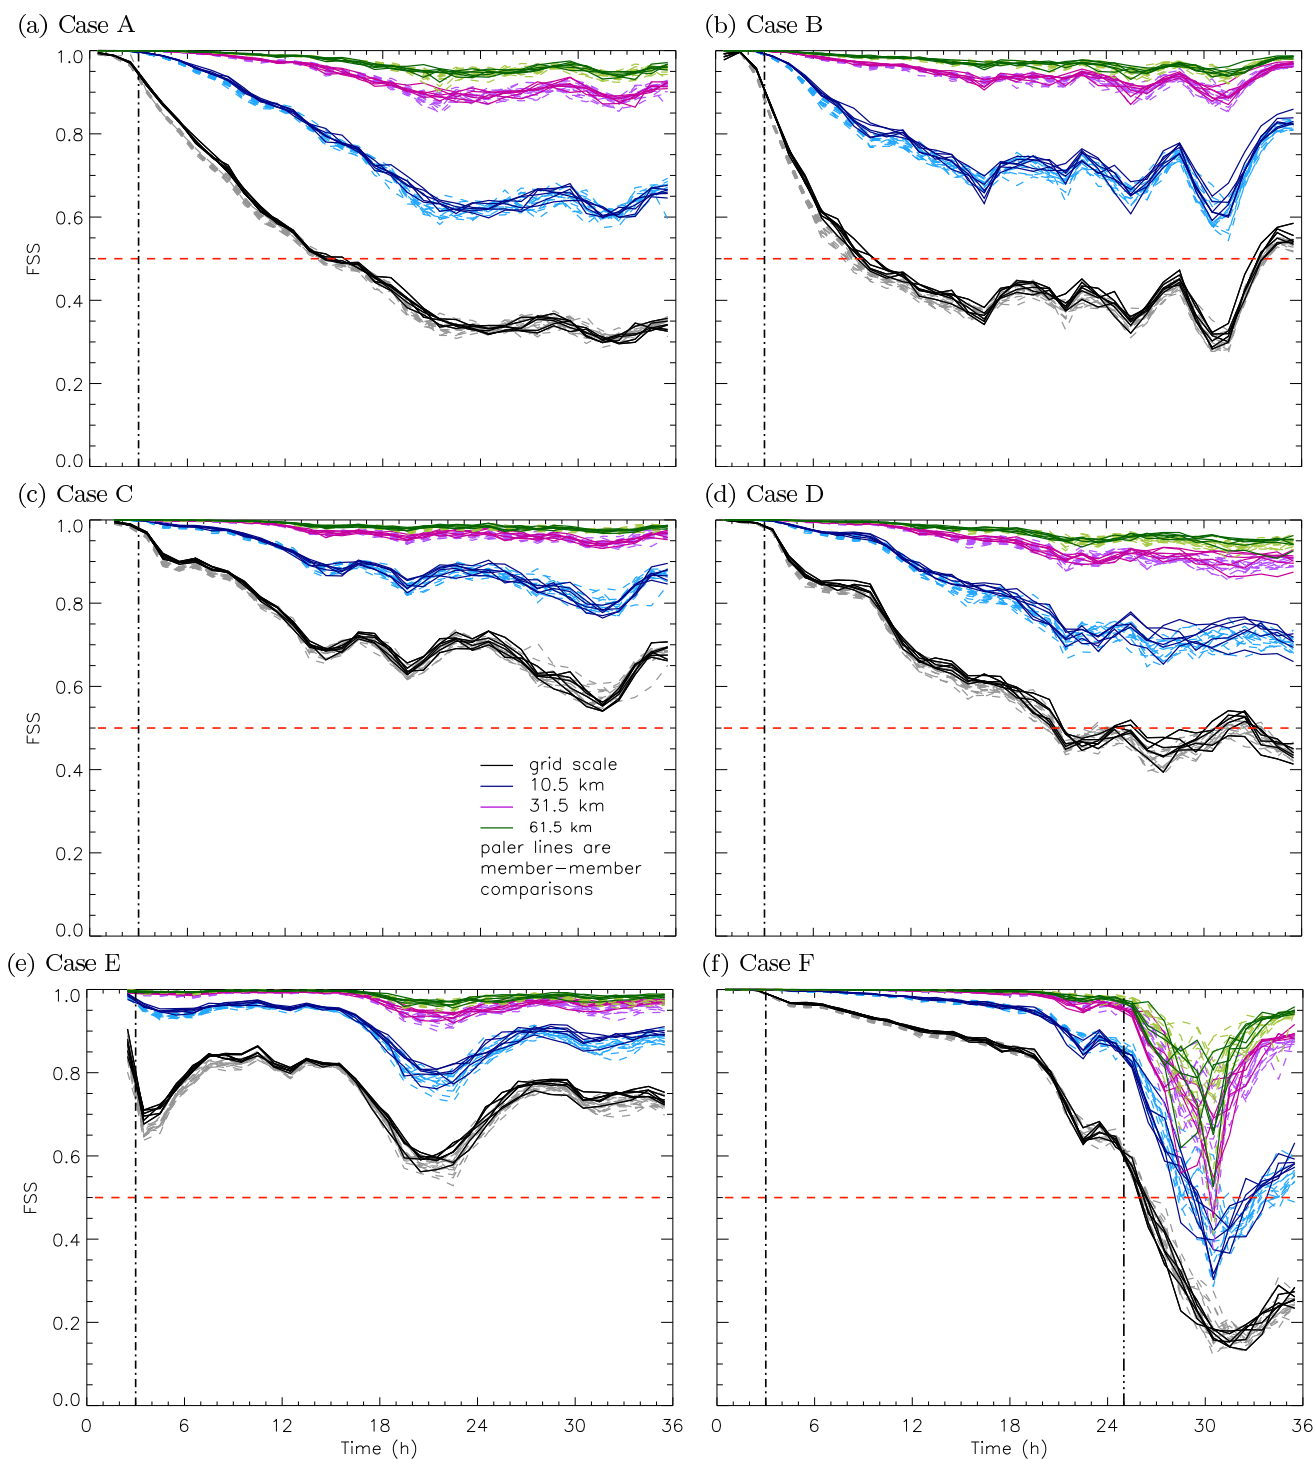 (a) Case A
(b) Case B
1.0
0.8
0.6
0.4
0.2
0.0
FSS
(c) Case C
(d) Case D
1.0
0.8
0.6
0.4
0.2
0.0
FSS
grid scale
10.5 km
31.5 km
61.5 km
paler lines are
member-member
comparisons
(e) Case E
(f) Case F
1.0
0.8
0.6
0.4
0.2
0.0
FSS
0 6 12 18 24 30 36
Time (h)
0 6 12 18 24 30 36
Time (h)